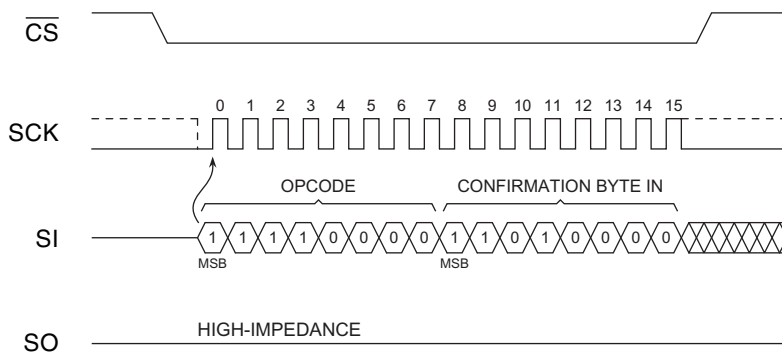 CS
0 1 2 3 4 5 6 7 8 9 10 11 12 13 14 15
SCK
OPCODE CONFIRMATION BYTE IN
SI 1 1 1 1 0 0 0 0 1 1 0 1 0 0 0 0
MSB MSB
HIGH-IMPEDANCE
SO